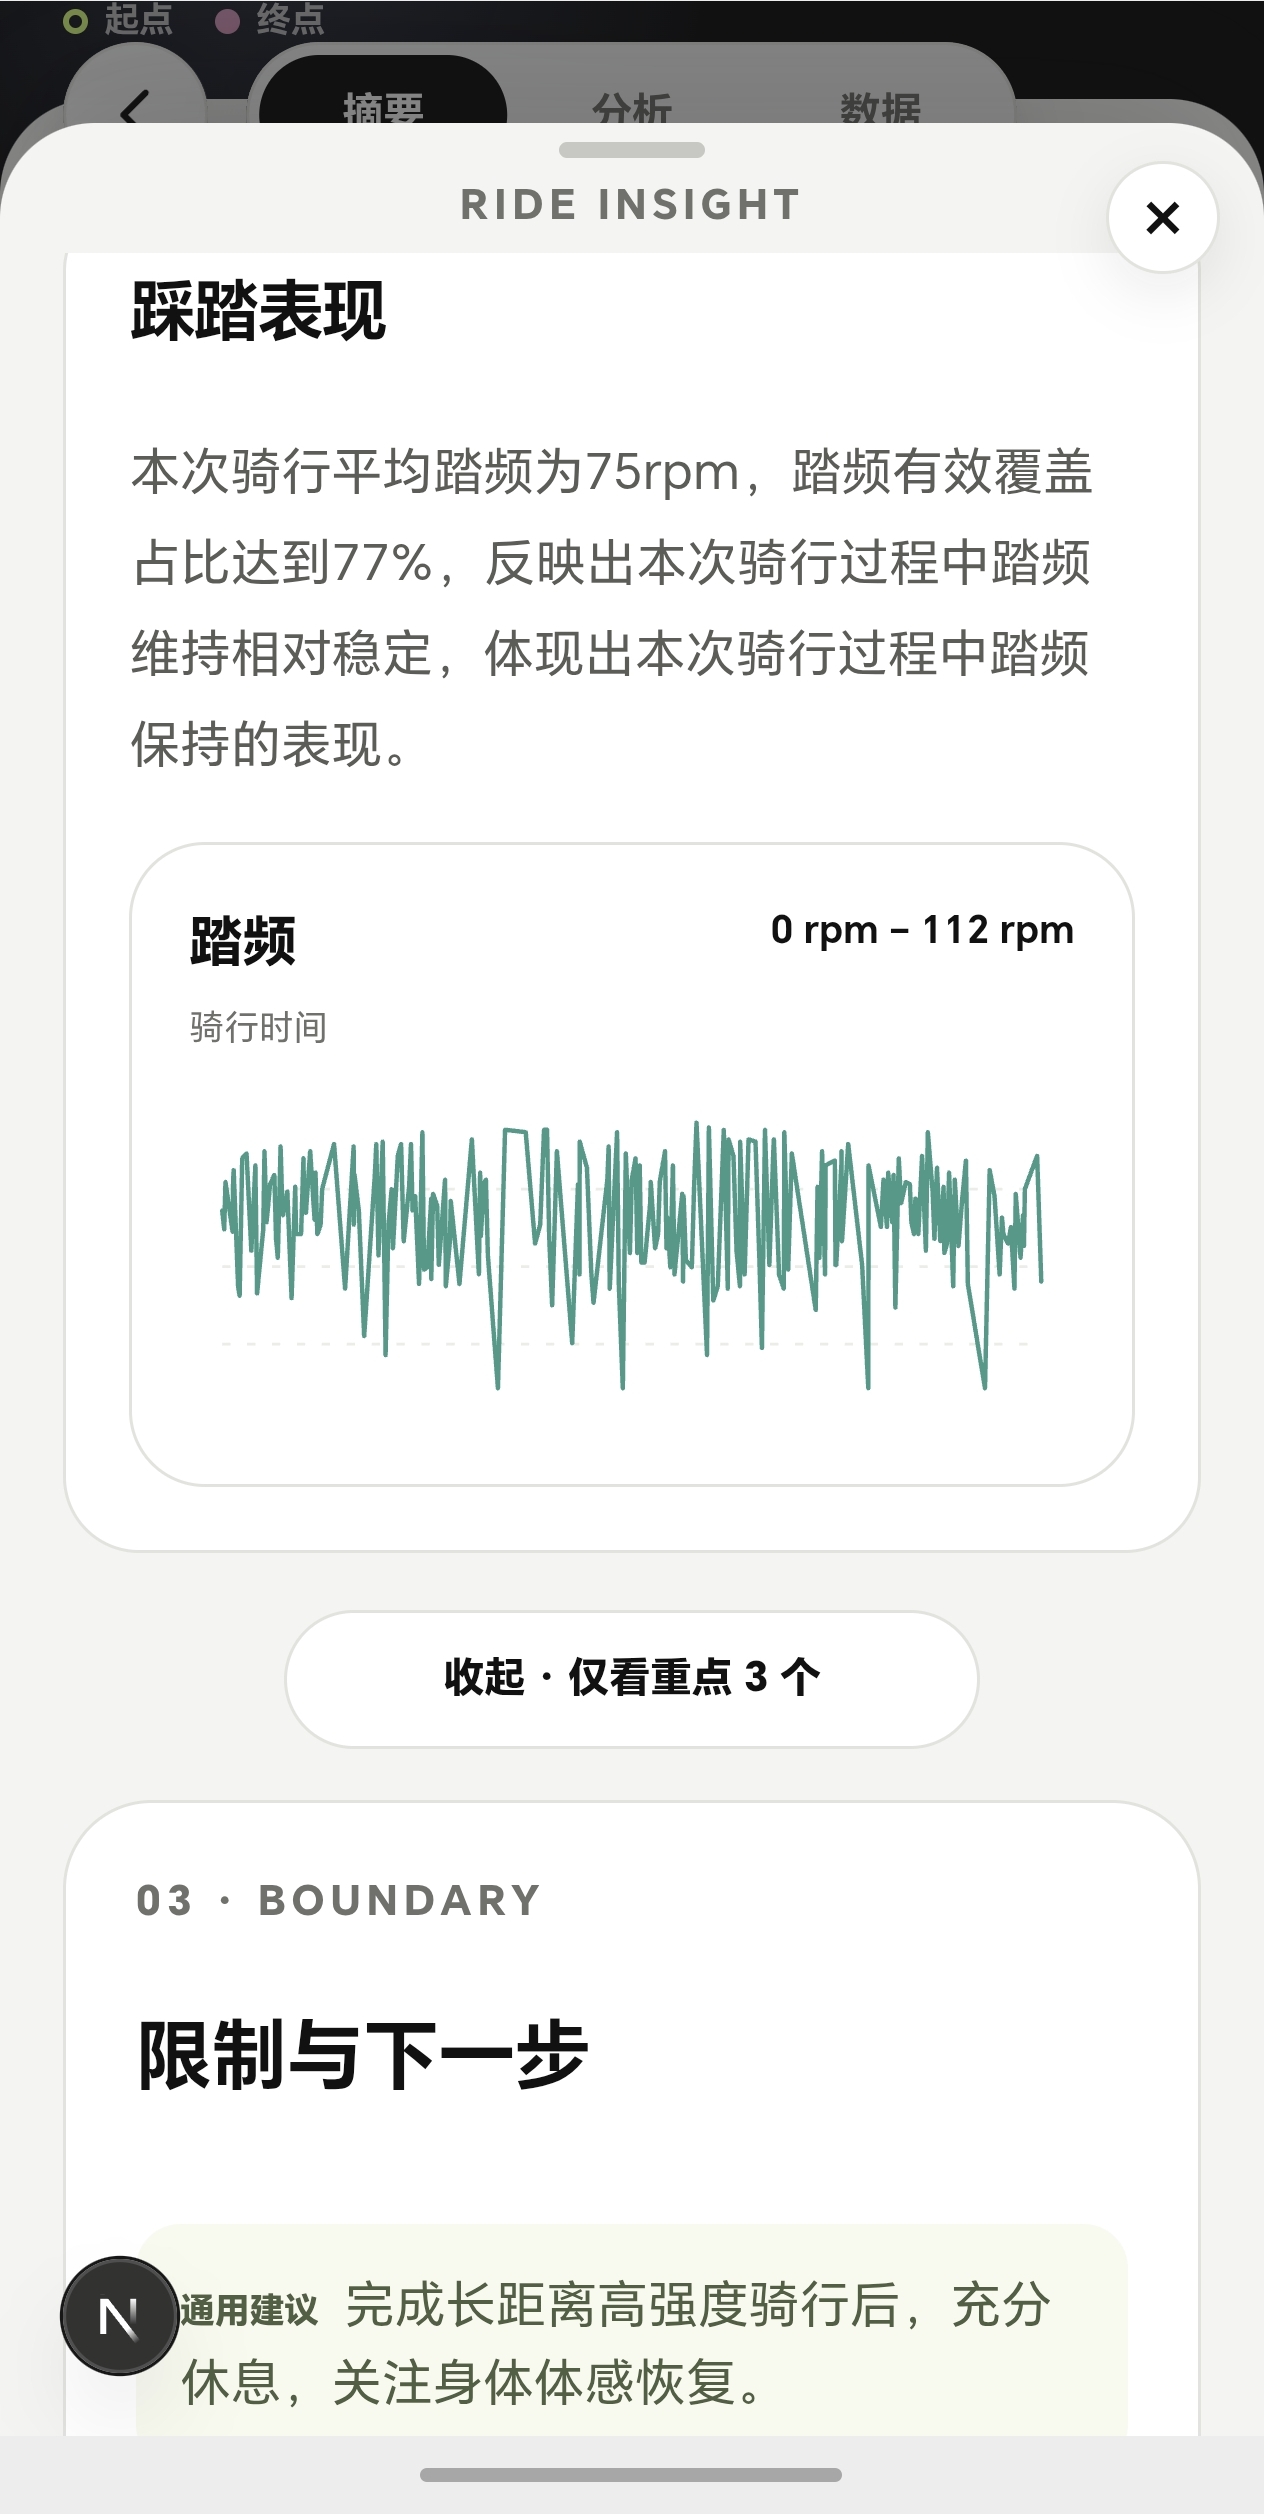 起点 终点
摘要 分析 数据
RIDE INSIGHT
踩踏表现
本次骑行平均踏频为75rpm，踏频有效覆盖
占比达到77%，反映出本次骑行过程中踏频
维持相对稳定，体现出本次骑行过程中踏频
保持的表现。
踏频 0 rpm – 112 rpm
骑行时间
收起 · 仅看重点 3 个
03 · BOUNDARY
限制与下一步
N
通用建议 完成长距离高强度骑行后，充分
休息，关注身体体感恢复。